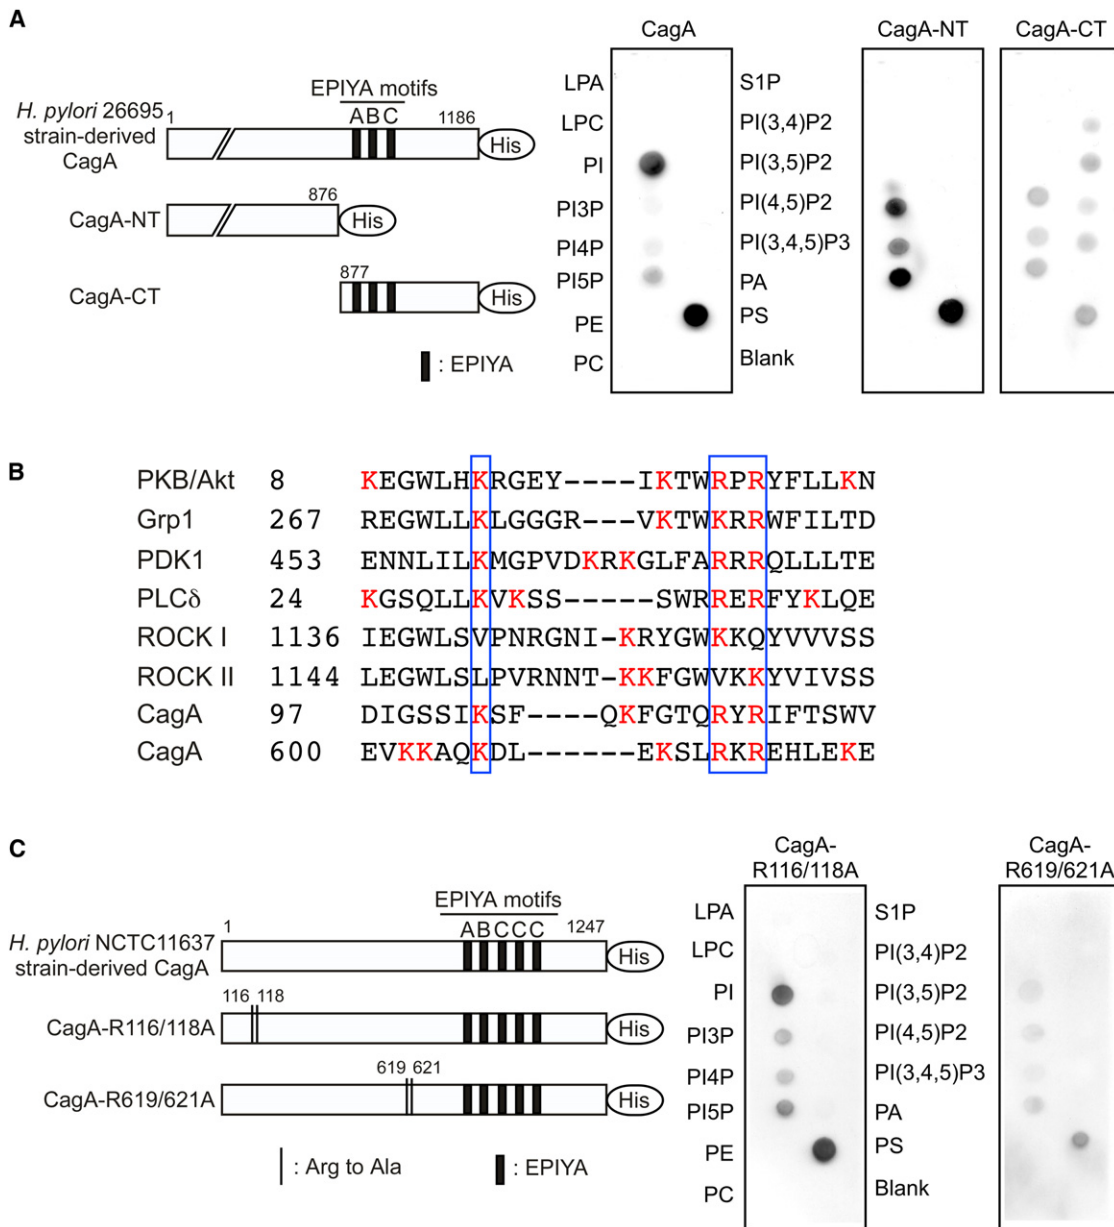 A
H. pylori 26695
strain-derived
CagA
1
EPIYA motifs
A B C
1186
His
CagA-NT
876
His
CagA-CT
877
His
: EPIYA
CagA
CagA-NT
CagA-CT
LPA
LPC
PI
PI3P
PI4P
PI5P
PE
PC
S1P
PI(3,4)P2
PI(3,5)P2
PI(4,5)P2
PI(3,4,5)P3
PA
PS
Blank
B
PKB/Akt 8 KEGWLHKRGEY----IKTWRPRYFLLKN
Grp1 267 REGWLLKLGGGR---VKTWKRRWFILTD
PDK1 453 ENNLILKMGPVDKRKGLFARRRQLLLTE
PLCδ 24 KGSQLLKVKSS-----SWRRERFYKLQE
ROCK I 1136 IEGWLSVPNRGNI-KRYGWKKQYVVVSS
ROCK II 1144 LEGWLSLPVRNNT-KKFGWVKKYVIVSS
CagA 97 DIGSSIKSF----QKFGTQRYRIFTSWV
CagA 600 EVKKAQKDL------EKSLRKREHLEKE
C
H. pylori NCTC11637
strain-derived CagA
1
EPIYA motifs
A B C C C
1247
His
CagA-R116/118A
116 118
His
CagA-R619/621A
619 621
His
: Arg to Ala
: EPIYA
CagA-
R116/118A
CagA-
R619/621A
LPA
LPC
PI
PI3P
PI4P
PI5P
PE
PC
S1P
PI(3,4)P2
PI(3,5)P2
PI(4,5)P2
PI(3,4,5)P3
PA
PS
Blank